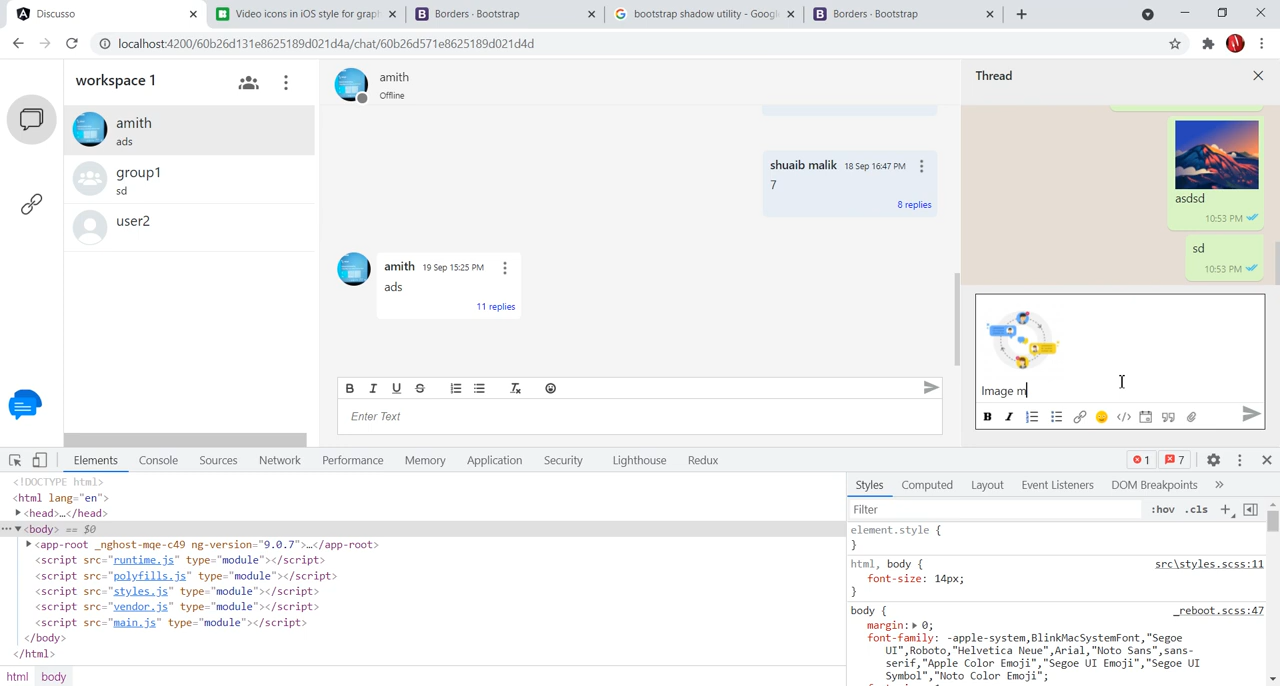 Discusso
Video icons in iOS style for grap
Borders · Bootstrap
bootstrap shadow utility - Googl
Borders · Bootstrap
localhost:4200/60b26d131e8625189d021d4a/chat/60b26d571e8625189d021d4d
workspace 1
amith
ads
group1
sd
user2
amith
Offline
shuaib malik 18 Sep 16:47 PM
7
8 replies
amith 19 Sep 15:25 PM
ads
11 replies
Enter Text
Thread
asdsd
10:53 PM
sd
10:53 PM
Image m
Elements Console Sources Network Performance Memory Application Security Lighthouse Redux
1 7
<!DOCTYPE html>
<html lang="en">
<head>…</head>
<body> == $0
<app-root _nghost-mqe-c49 ng-version="9.0.7">…</app-root>
<script src="runtime.js" type="module"></script>
<script src="polyfills.js" type="module"></script>
<script src="styles.js" type="module"></script>
<script src="vendor.js" type="module"></script>
<script src="main.js" type="module"></script>
</body>
</html>
html body
Styles Computed Layout Event Listeners DOM Breakpoints
Filter
:hov .cls
element.style {
}
html, body {
src\styles.scss:11
font-size: 14px;
}
body {
_reboot.scss:47
margin: 0;
font-family: -apple-system,BlinkMacSystemFont,"Segoe
UI",Roboto,"Helvetica Neue",Arial,"Noto Sans",sans-
serif,"Apple Color Emoji","Segoe UI Emoji","Segoe UI
Symbol","Noto Color Emoji";